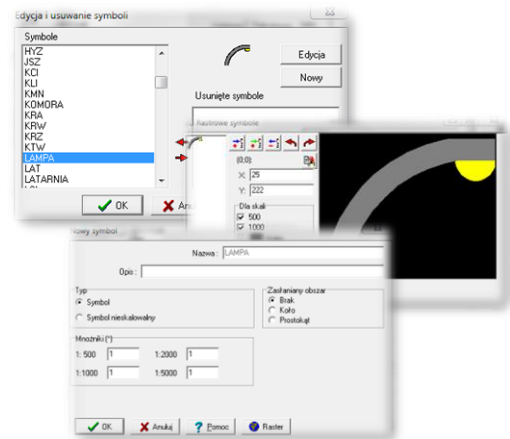 Edycja i usuwanie symboli
Symbole
HYZ
JSZ
KCI
KLI
KMN
KOMORA
KRA
KRW
KRZ
KTW
LAMPA
LAT
LATARNIA
Edycja
Nowy
Usunięte symbole
OK
Rastrowe symbole
(0,0)
X: 25
Y: 222
Dla skali
500
1000
Nowy symbol
Nazwa: LAMPA
Opis:
Typ
Symbol
Symbol nieskalowalny
Zasłaniany obszar
Brak
Koło
Prostokąt
Mnożniki (*)
1: 500 1 1:2000 1
1:1000 1 1:5000 1
OK Anuluj Pomoc Raster